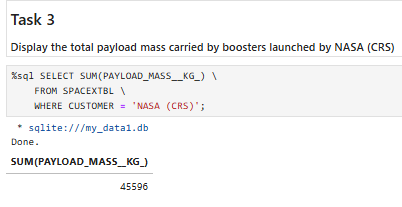 Task 3
Display the total payload mass carried by boosters launched by NASA (CRS)
%sql SELECT SUM(PAYLOAD_MASS__KG_) \
FROM SPACEXTBL \
WHERE CUSTOMER = 'NASA (CRS)';
* sqlite:///my_data1.db
Done.
SUM(PAYLOAD_MASS__KG_)
45596